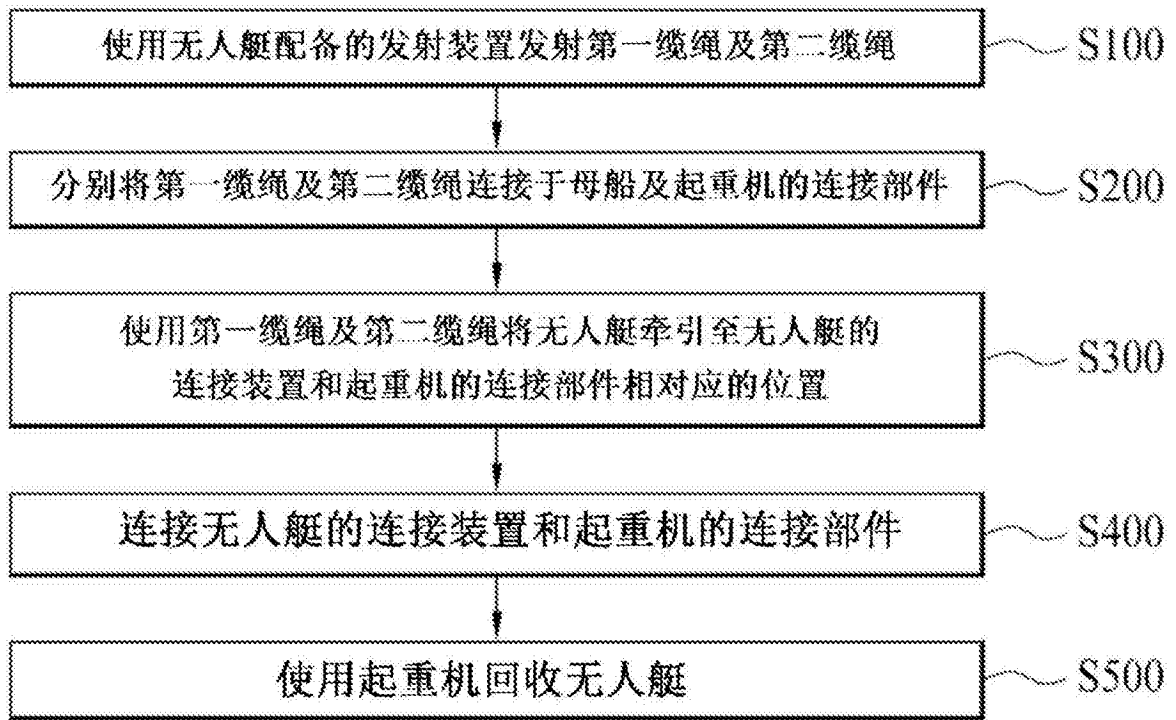 使用无人艇配备的发射装置发射第一缆绳及第二缆绳
S100
分别将第一缆绳及第二缆绳连接于母船及起重机的连接部件
S200
使用第一缆绳及第二缆绳将无人艇牵引至无人艇的
连接装置和起重机的连接部件相对应的位置
S300
连接无人艇的连接装置和起重机的连接部件
S400
使用起重机回收无人艇
S500